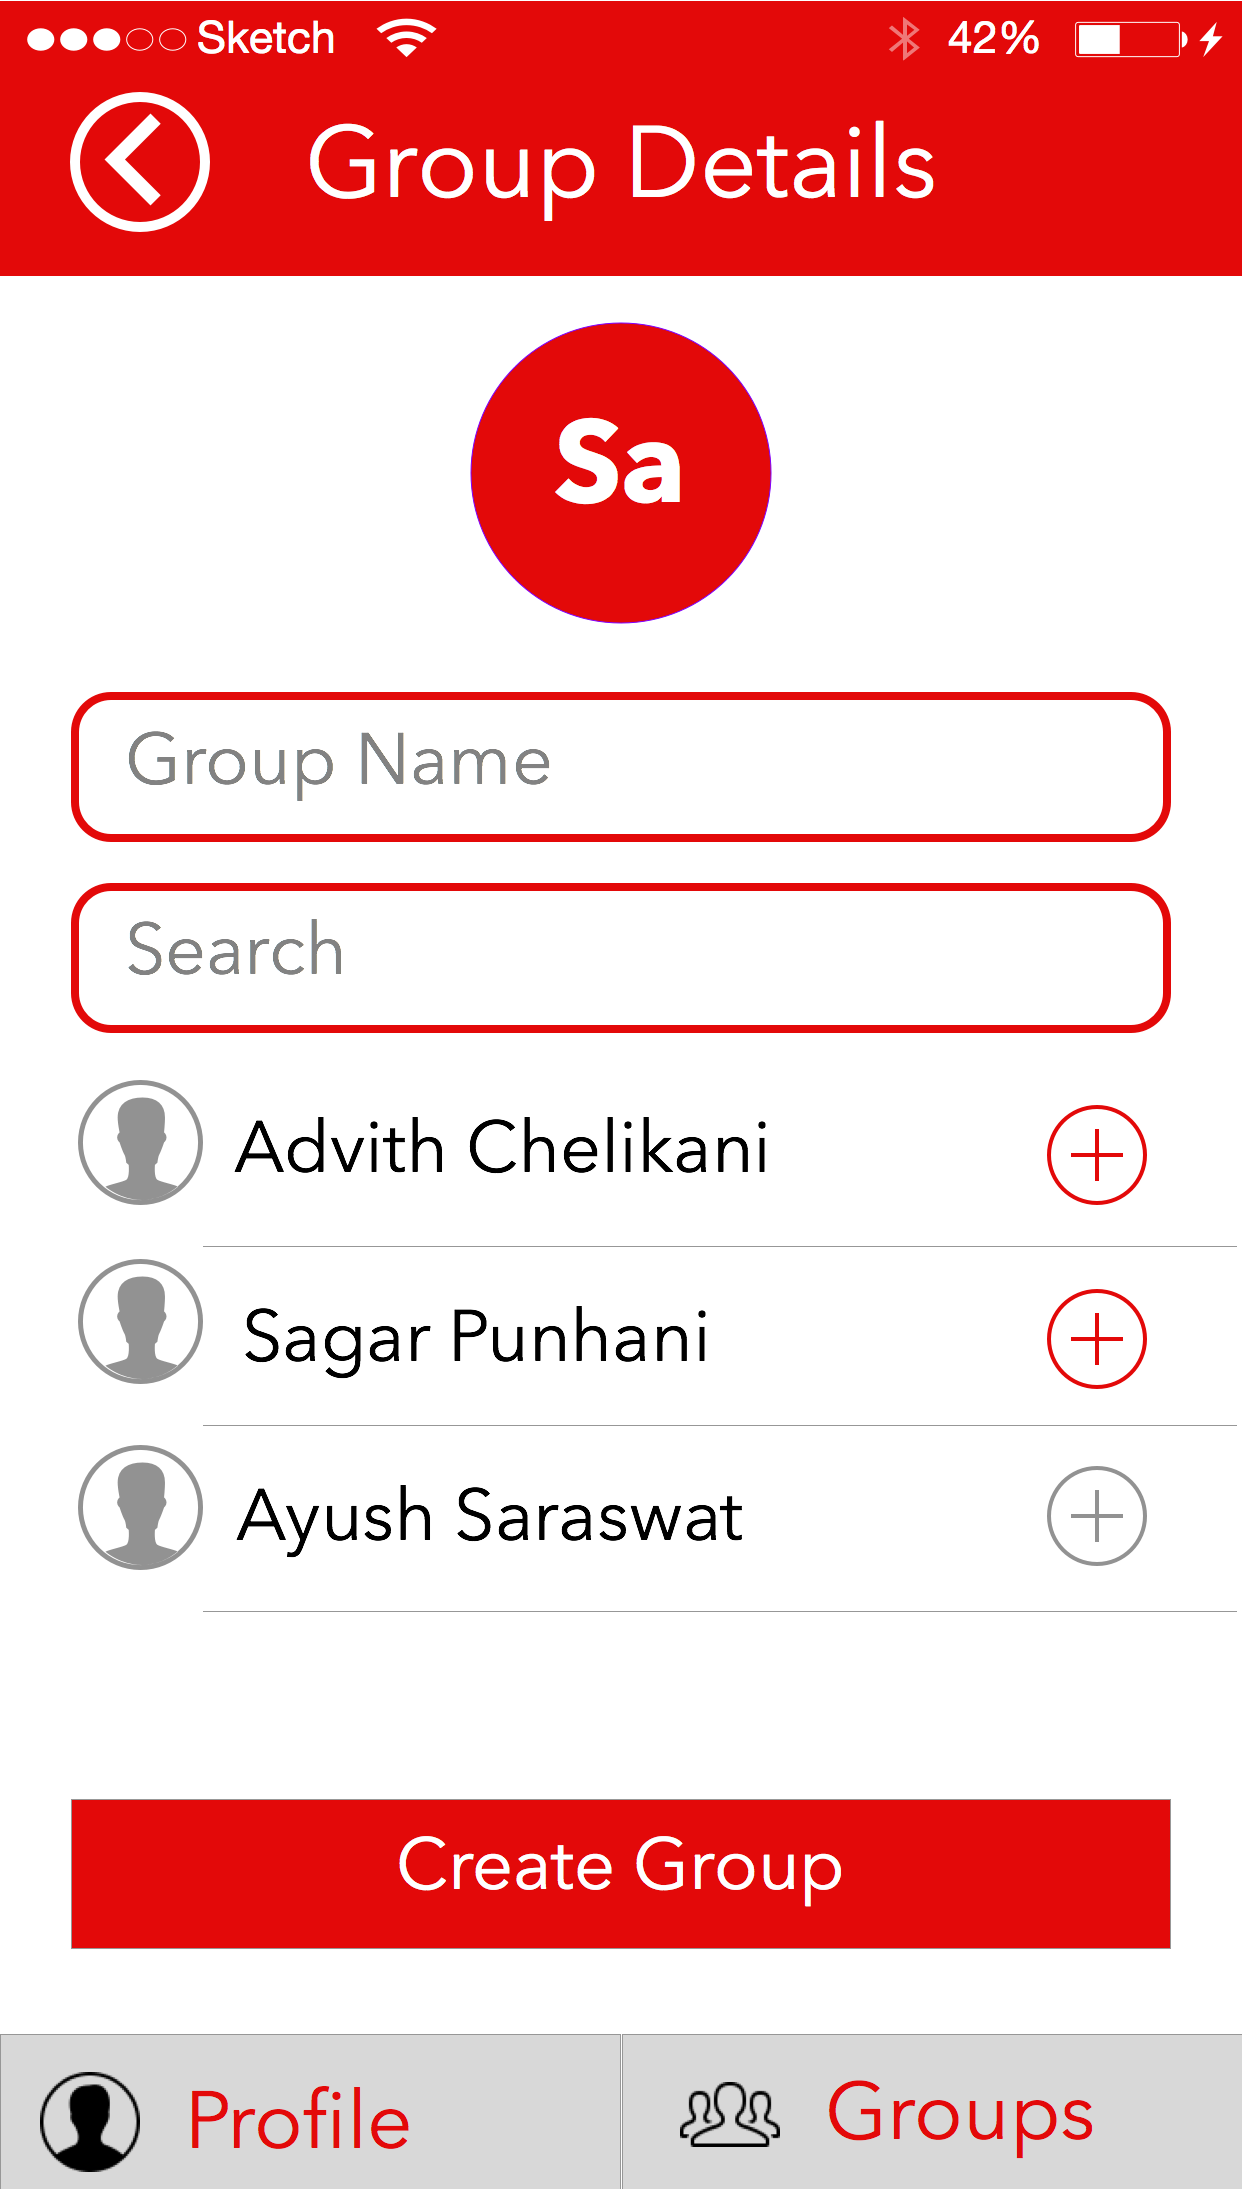 Sketch 42%
Group Details
Sa
Group Name
Search
Advith Chelikani
Sagar Punhani
Ayush Saraswat
Create Group
Profile Groups